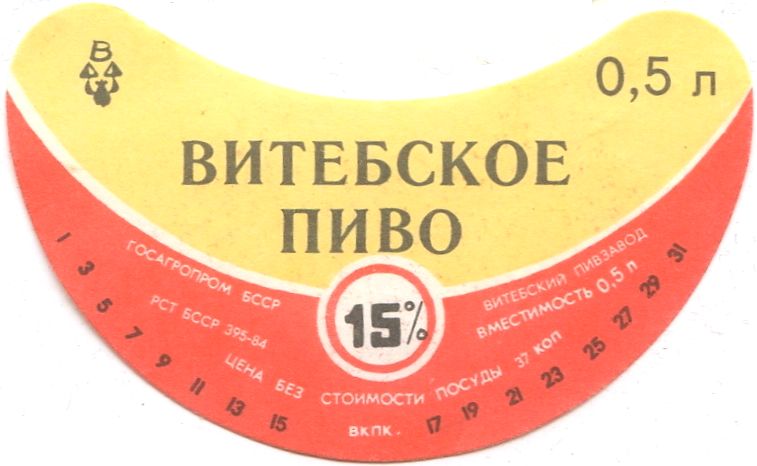 В
0,5 л
ВИТЕБСКОЕ
ПИВО
ГОСАГРОПРОМ БССР
РСТ БССР 395-84
15%
ВИТЕБСКИЙ ПИВЗАВОД
ВМЕСТИМОСТЬ 0,5 л
ЦЕНА БЕЗ СТОИМОСТИ ПОСУДЫ 37 КОП
1 3 5 7 9 11 13 15 17 19 21 23 25 27 29 31
ВКПК.